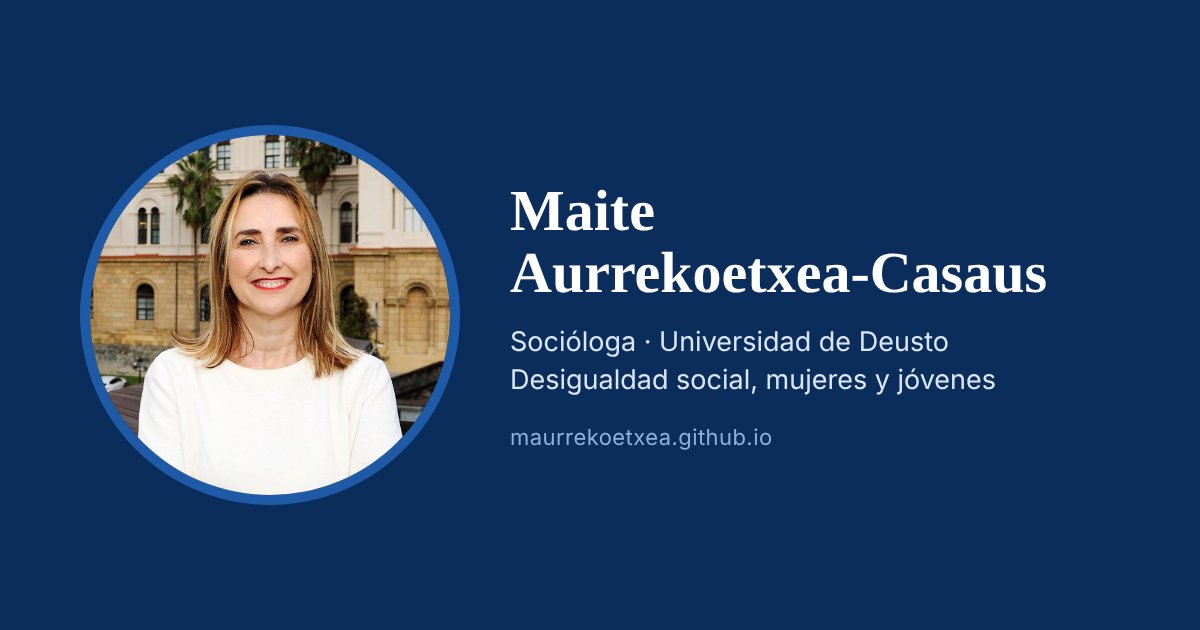 Maite
Aurrekoetxea-Casaus
Socióloga · Universidad de Deusto
Desigualdad social, mujeres y jóvenes
maurrekoetxea.github.io